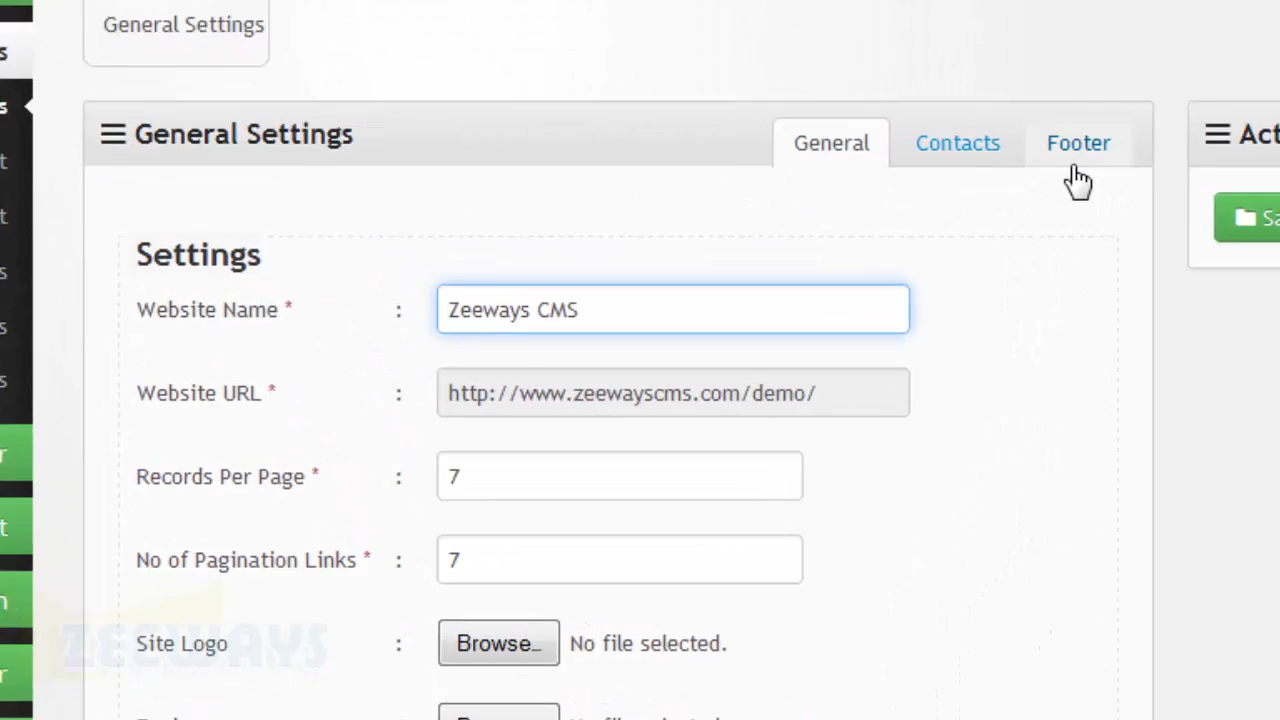 General Settings
General Settings
General
Contacts
Footer
Settings
Website Name * : Zeeways CMS
Website URL * : http://www.zeewayscms.com/demo/
Records Per Page * : 7
No of Pagination Links * : 7
Site Logo : Browse… No file selected.
ZEEWAYS